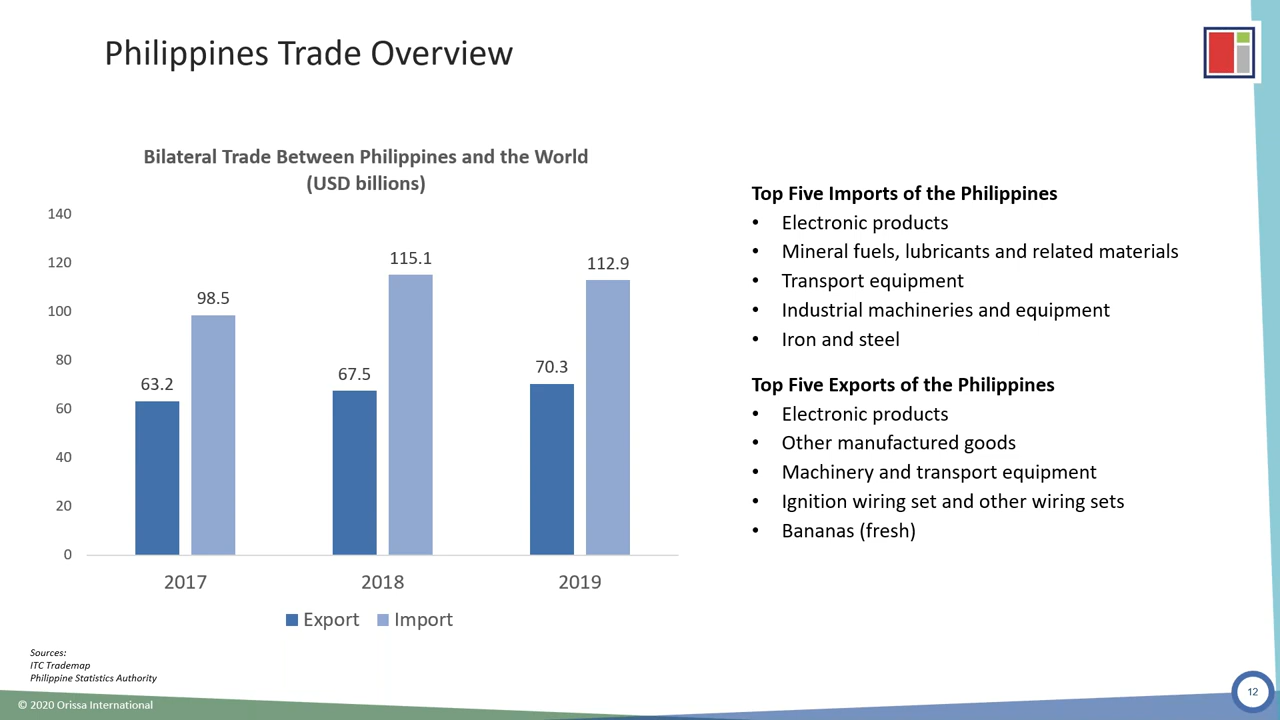 Philippines Trade Overview
Bilateral Trade Between Philippines and the World
(USD billions)
140
120
100
80
60
40
20
0
63.2
98.5
67.5
115.1
70.3
112.9
2017
2018
2019
Export
Import
Top Five Imports of the Philippines
• Electronic products
• Mineral fuels, lubricants and related materials
• Transport equipment
• Industrial machineries and equipment
• Iron and steel
Top Five Exports of the Philippines
• Electronic products
• Other manufactured goods
• Machinery and transport equipment
• Ignition wiring set and other wiring sets
• Bananas (fresh)
Sources:
ITC Trademap
Philippine Statistics Authority
© 2020 Orissa International
12